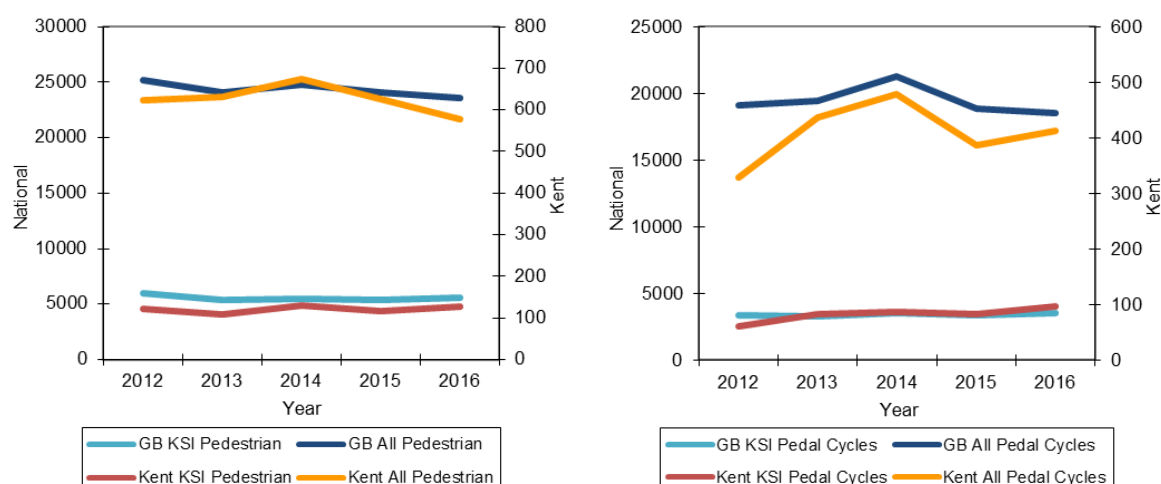 30000
25000
20000
15000
10000
5000
0
National
800
700
600
500
400
300
200
100
0
Kent
2012 2013 2014 2015 2016
Year
GB KSI Pedestrian GB All Pedestrian
Kent KSI Pedestrian Kent All Pedestrian
25000
20000
15000
10000
5000
0
National
600
500
400
300
200
100
0
Kent
2012 2013 2014 2015 2016
Year
GB KSI Pedal Cycles GB All Pedal Cycles
Kent KSI Pedal Cycles Kent All Pedal Cycles